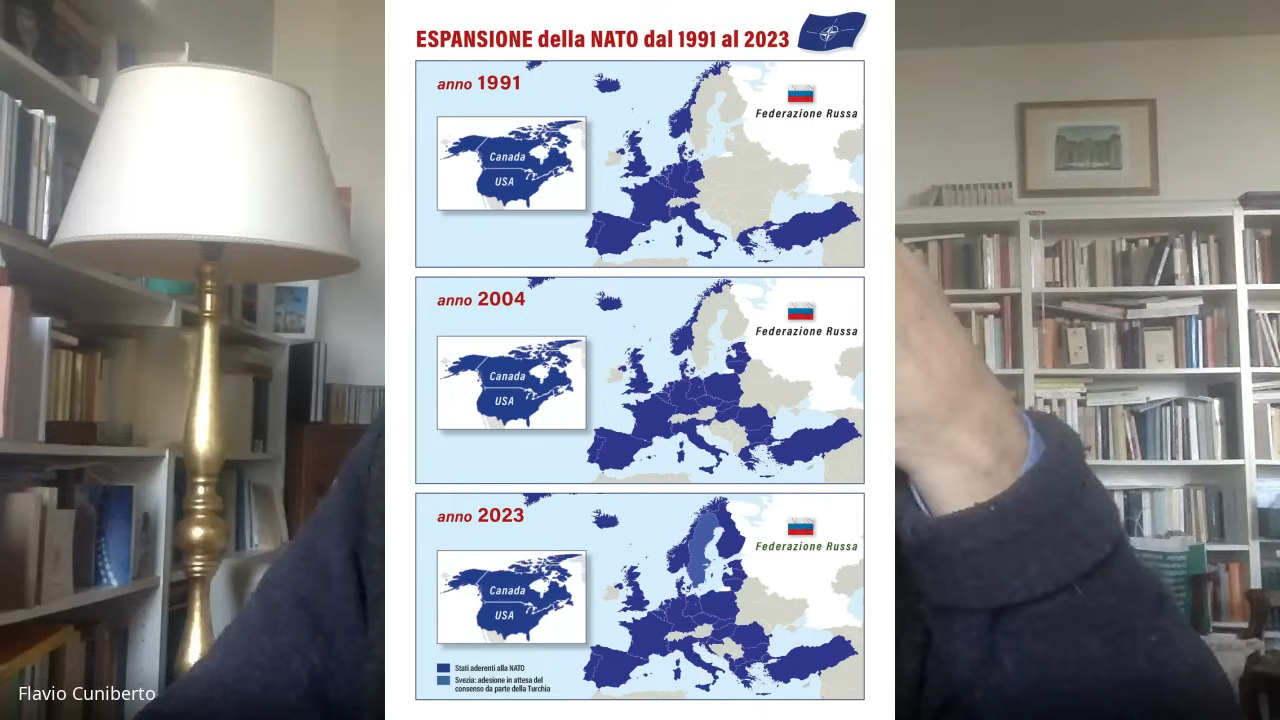 ESPANSIONE della NATO dal 1991 al 2023
anno 1991
Federazione Russa
Canada
USA
anno 2004
Federazione Russa
Canada
USA
anno 2023
Federazione Russa
Canada
USA
Stati aderenti alla NATO
Svezia: adesione in attesa del
consenso da parte della Turchia
Flavio Cuniberto